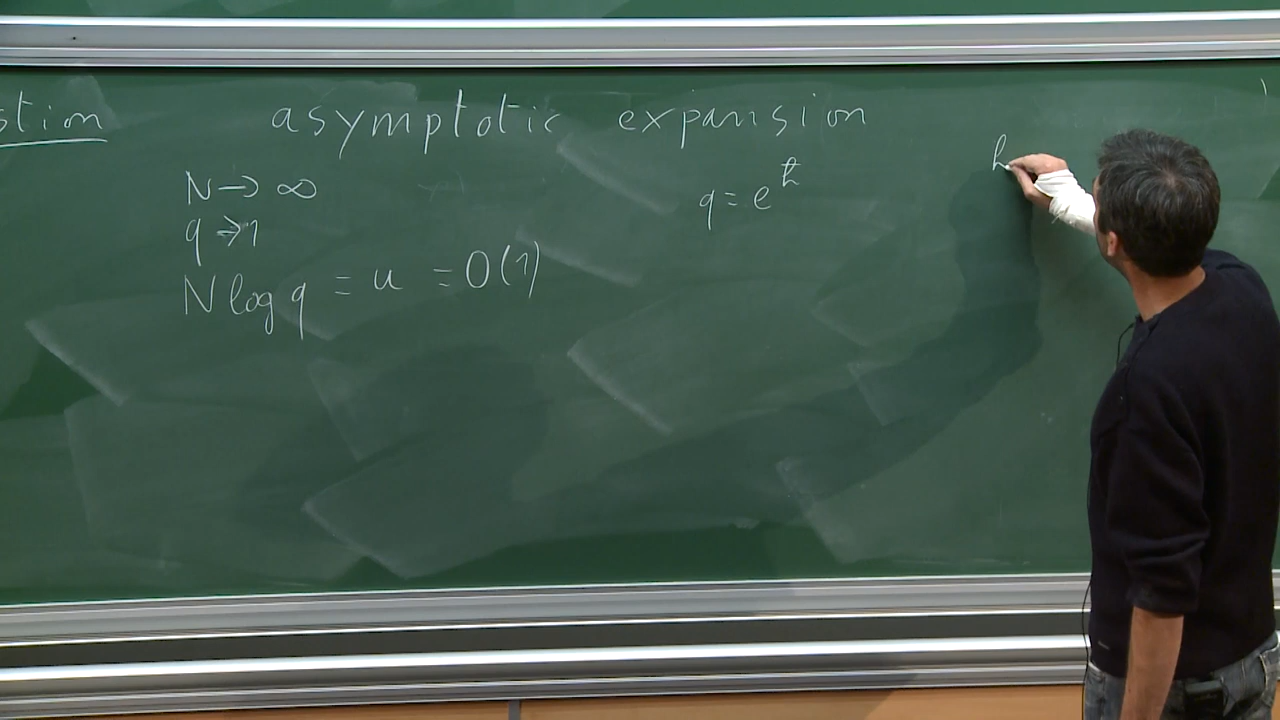 stion asymptotic expansion
N → ∞
q → 1
N log q = u = O(1)
q = e^ħ
h